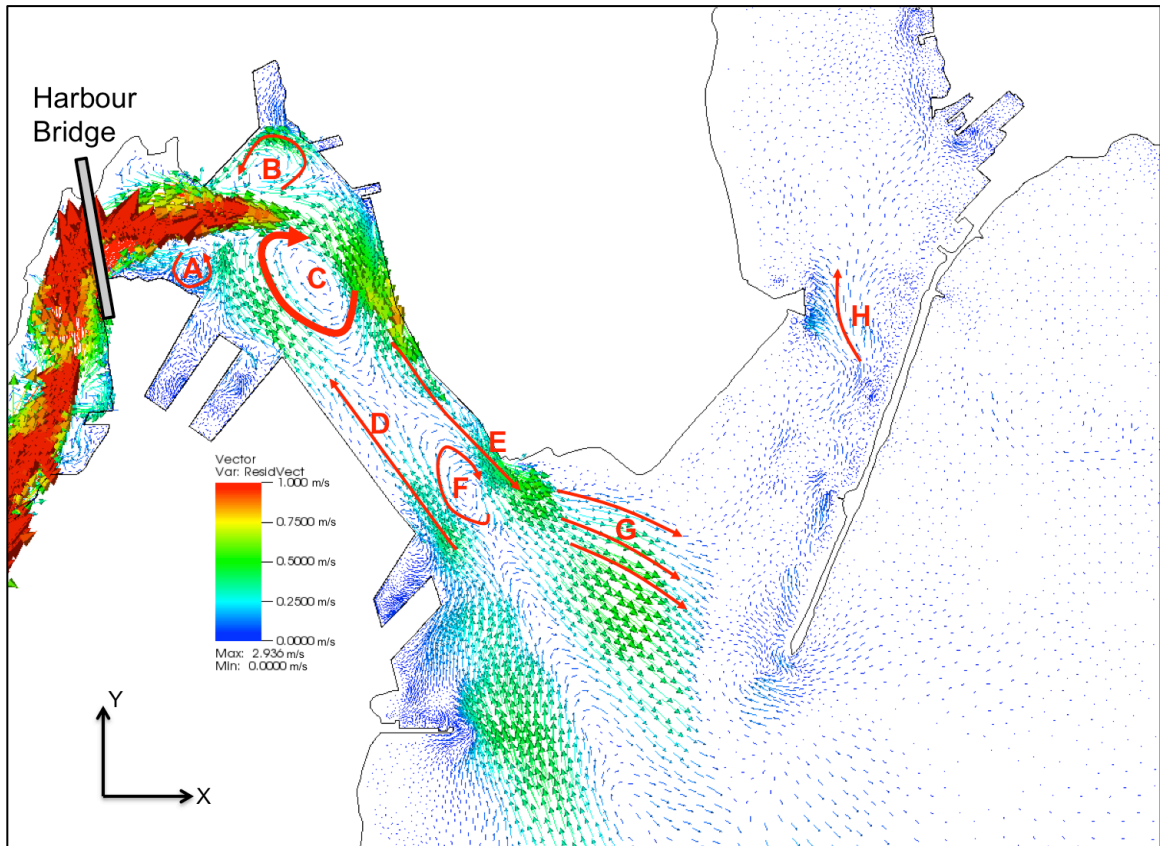 Harbour
Bridge
B
A
C
H
D
E
F
G
Vector
Var: ResidVect
1.000 m/s
0.7500 m/s
0.5000 m/s
0.2500 m/s
0.0000 m/s
Max: 2.936 m/s
Min: 0.0000 m/s
Y
X